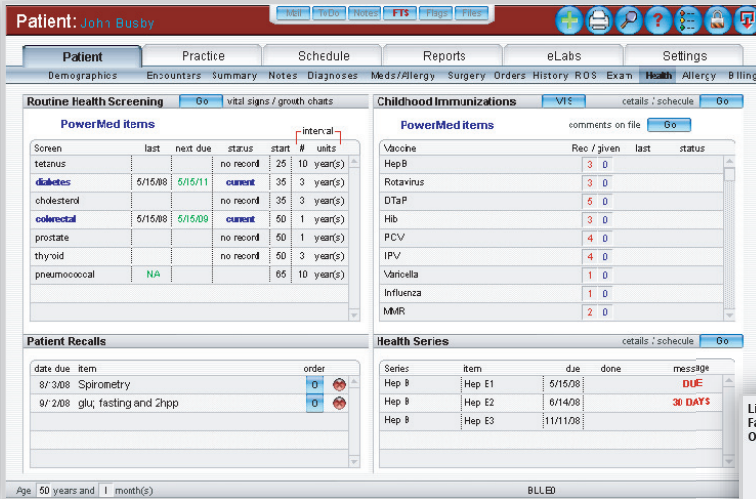 Patient: John Busby
Mail ToDo Notes FTS Flags Files
Patient Practice Schedule Reports eLabs Settings
Demographics Encounters Summary Notes Diagnoses Meds/Allergy Surgery Orders History ROS Exam Health Allergy Billing
Routine Health Screening Go vital signs / growth charts
PowerMed items
interval
Screen last next due status start # units
tetanus no record 25 10 year(s)
diabetes 5/15/08 5/15/11 current 35 3 year(s)
cholesterol no record 35 3 year(s)
colorectal 5/15/08 5/15/09 current 50 1 year(s)
prostate no record 50 1 year(s)
thyroid no record 50 3 year(s)
pneumococcal NA 65 10 year(s)
Childhood Immunizations VIS details / schecule Go
PowerMed items comments on file Go
Vaccine Rec / given last status
Hep B 3 0
Rotavirus 3 0
DTaP 5 0
Hib 3 0
PCV 4 0
IPV 4 0
Varicella 1 0
Influenza 1 0
MMR 2 0
Patient Recalls
date due item order
8/13/08 Spirometry 0
9/12/08 glu; fasting and 2hpp 0
Health Series details / schecule Go
Series item due done message
Hep B Hep E1 5/15/08 DUE
Hep B Hep E2 6/14/08 30 DAYS
Hep B Hep E3 11/11/08
Li
Fa
O
Age 50 years and 1 month(s)